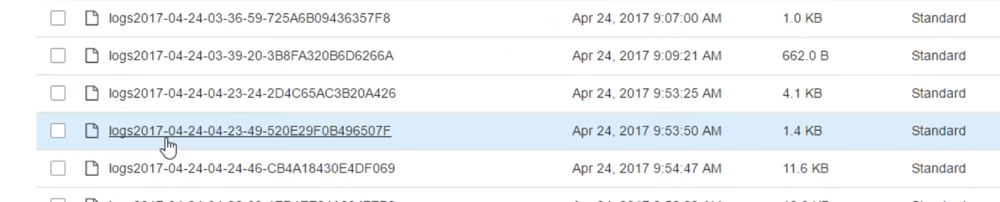 logs2017-04-24-03-36-59-725A6B09436357F8 Apr 24, 2017 9:07:00 AM 1.0 KB Standard
logs2017-04-24-03-39-20-3B8FA320B6D6266A Apr 24, 2017 9:09:21 AM 662.0 B Standard
logs2017-04-24-04-23-24-2D4C65AC3B20A426 Apr 24, 2017 9:53:25 AM 4.1 KB Standard
logs2017-04-24-04-23-49-520E29F0B496507F Apr 24, 2017 9:53:50 AM 1.4 KB Standard
logs2017-04-24-04-24-46-CB4A18430E4DF069 Apr 24, 2017 9:54:47 AM 11.6 KB Standard